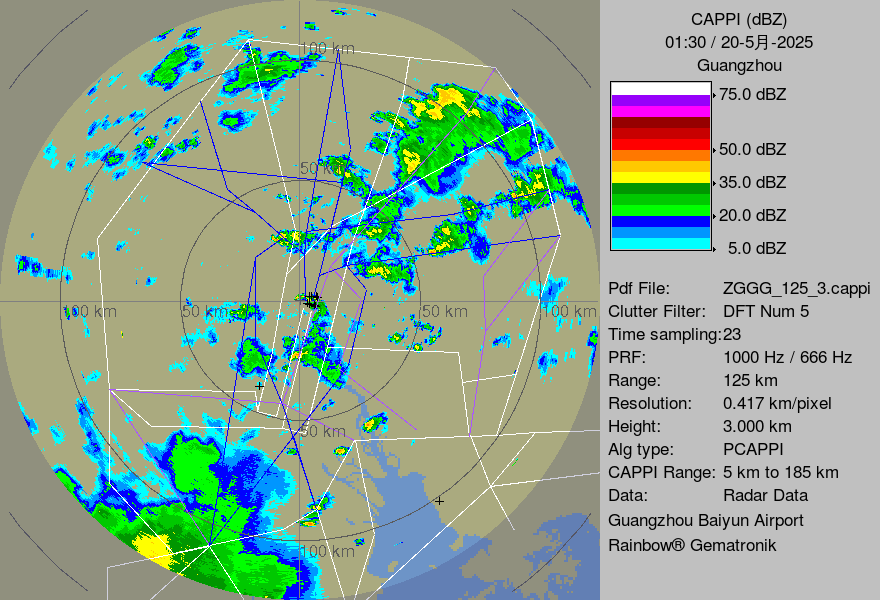 CAPPI (dBZ)
01:30 / 20-5月-2025
Guangzhou
75.0 dBZ
50.0 dBZ
35.0 dBZ
20.0 dBZ
5.0 dBZ
Pdf File: ZGGG_125_3.cappi
Clutter Filter: DFT Num 5
Time sampling:23
PRF: 1000 Hz / 666 Hz
Range: 125 km
Resolution: 0.417 km/pixel
Height: 3.000 km
Alg type: PCAPPI
CAPPI Range: 5 km to 185 km
Data: Radar Data
Guangzhou Baiyun Airport
Rainbow® Gematronik
100 km
50 km
100 km 50 km 50 km 100 km
50 km
100 km